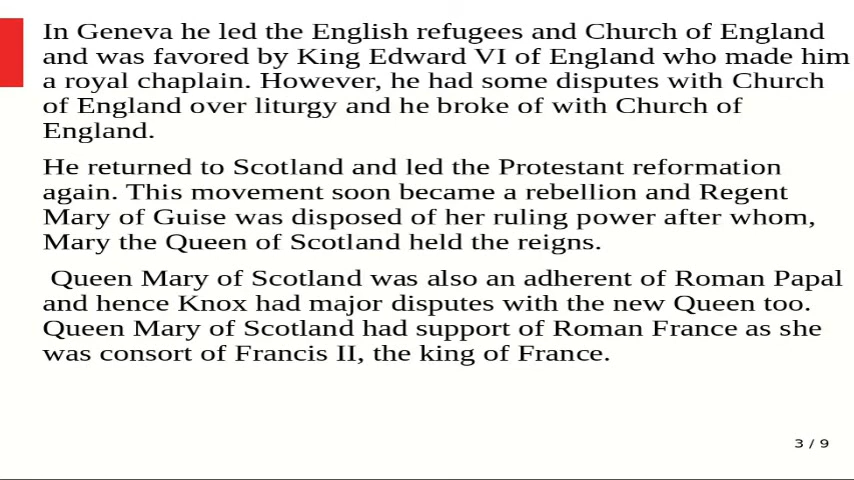 In Geneva he led the English refugees and Church of England
and was favored by King Edward VI of England who made him
a royal chaplain. However, he had some disputes with Church
of England over liturgy and he broke of with Church of
England.
He returned to Scotland and led the Protestant reformation
again. This movement soon became a rebellion and Regent
Mary of Guise was disposed of her ruling power after whom,
Mary the Queen of Scotland held the reigns.
Queen Mary of Scotland was also an adherent of Roman Papal
and hence Knox had major disputes with the new Queen too.
Queen Mary of Scotland had support of Roman France as she
was consort of Francis II, the king of France.
3 / 9